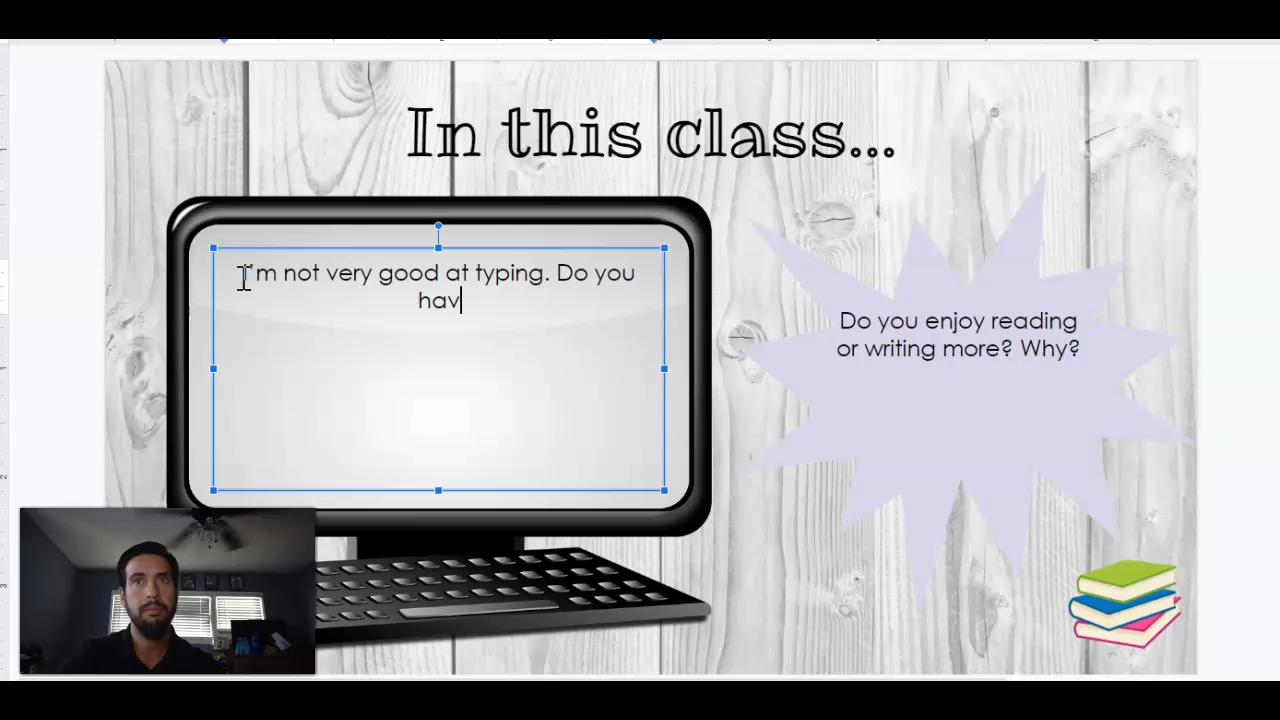 In this class...
I'm not very good at typing. Do you
hav
Do you enjoy reading
or writing more? Why?